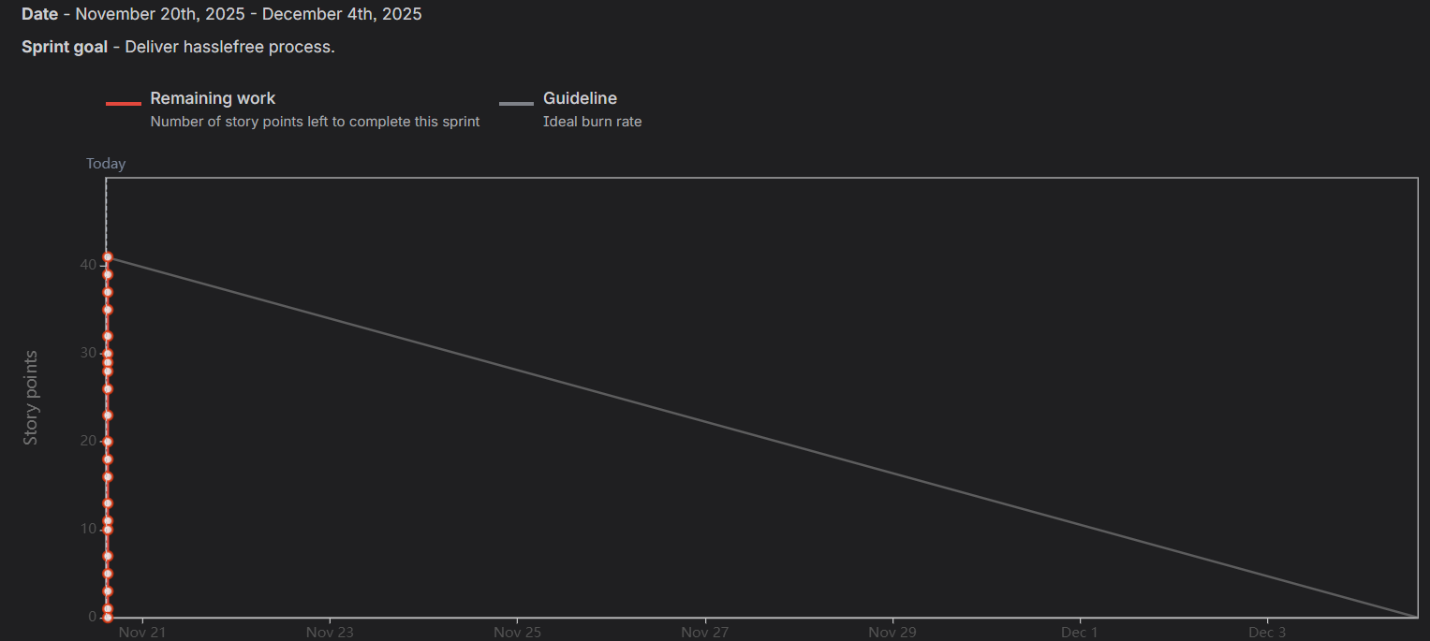 Date - November 20th, 2025 - December 4th, 2025
Sprint goal - Deliver hasslefree process.
Remaining work
Number of story points left to complete this sprint
Guideline
Ideal burn rate
Today
Story points
40
30
20
10
0
Nov 21
Nov 23
Nov 25
Nov 27
Nov 29
Dec 1
Dec 3